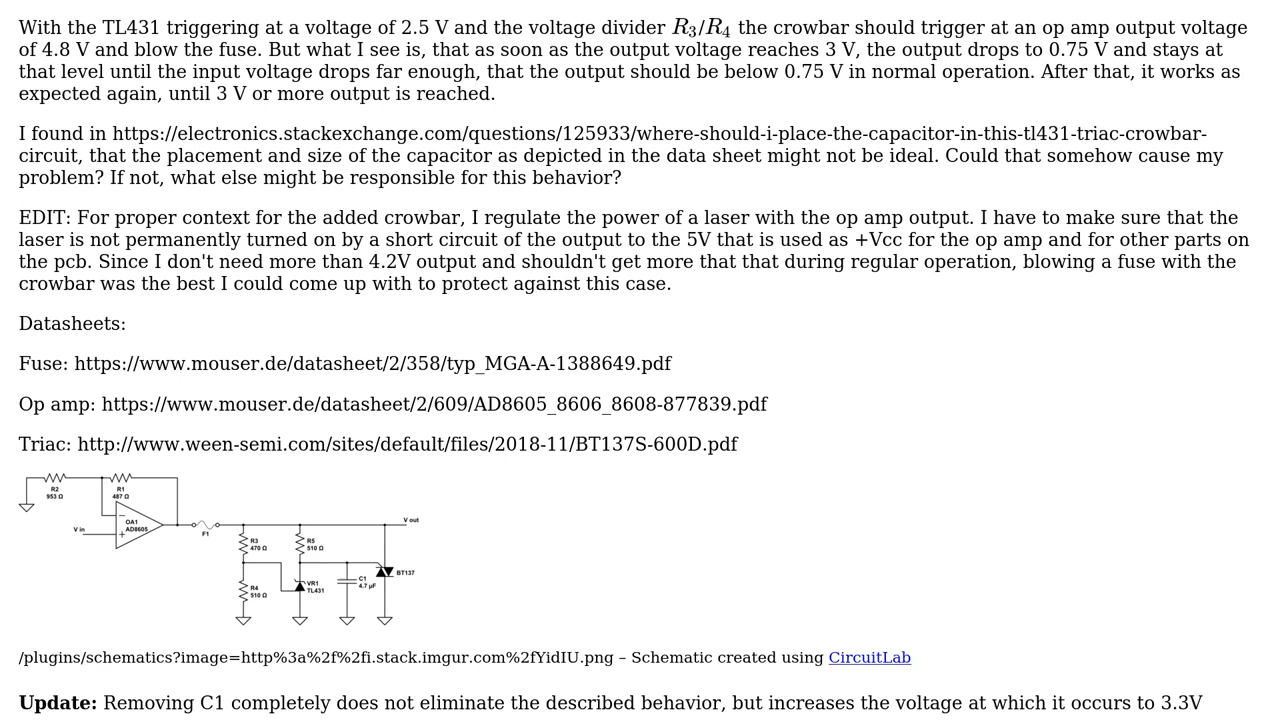 With the TL431 triggering at a voltage of 2.5 V and the voltage divider R3/R4 the crowbar should trigger at an op amp output voltage
of 4.8 V and blow the fuse. But what I see is, that as soon as the output voltage reaches 3 V, the output drops to 0.75 V and stays at
that level until the input voltage drops far enough, that the output should be below 0.75 V in normal operation. After that, it works as
expected again, until 3 V or more output is reached.
I found in https://electronics.stackexchange.com/questions/125933/where-should-i-place-the-capacitor-in-this-tl431-triac-crowbar-
circuit, that the placement and size of the capacitor as depicted in the data sheet might not be ideal. Could that somehow cause my
problem? If not, what else might be responsible for this behavior?
EDIT: For proper context for the added crowbar, I regulate the power of a laser with the op amp output. I have to make sure that the
laser is not permanently turned on by a short circuit of the output to the 5V that is used as +Vcc for the op amp and for other parts on
the pcb. Since I don't need more than 4.2V output and shouldn't get more that that during regular operation, blowing a fuse with the
crowbar was the best I could come up with to protect against this case.
Datasheets:
Fuse: https://www.mouser.de/datasheet/2/358/typ_MGA-A-1388649.pdf
Op amp: https://www.mouser.de/datasheet/2/609/AD8605_8606_8608-877839.pdf
Triac: http://www.ween-semi.com/sites/default/files/2018-11/BT137S-600D.pdf
R2
953 Ω
R1
487 Ω
OA1
AD8605
−
+
V in
F1
V out
R3
470 Ω
R5
510 Ω
R4
510 Ω
VR1
TL431
C1
4.7 µF
BT137
/plugins/schematics?image=http%3a%2f%2fi.stack.imgur.com%2fYidIU.png – Schematic created using CircuitLab
Update: Removing C1 completely does not eliminate the described behavior, but increases the voltage at which it occurs to 3.3V